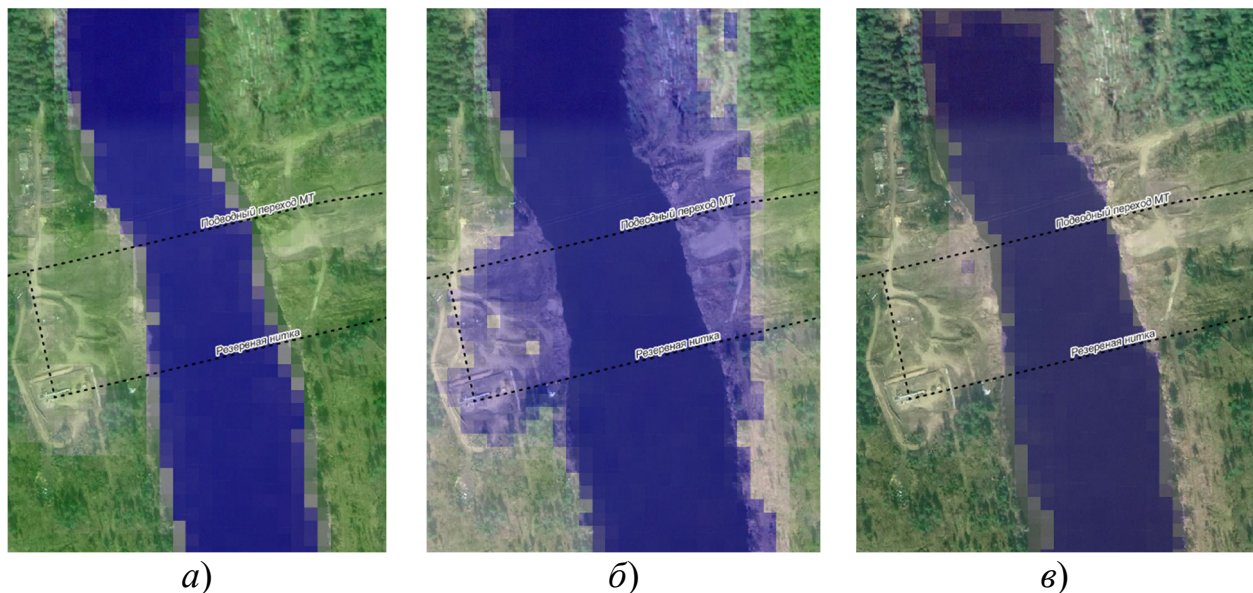 Подводный переход МТ
Резервная нитка
Подводный переход МТ
Резервная нитка
Подводный переход МТ
Резервная нитка
а) б) в)